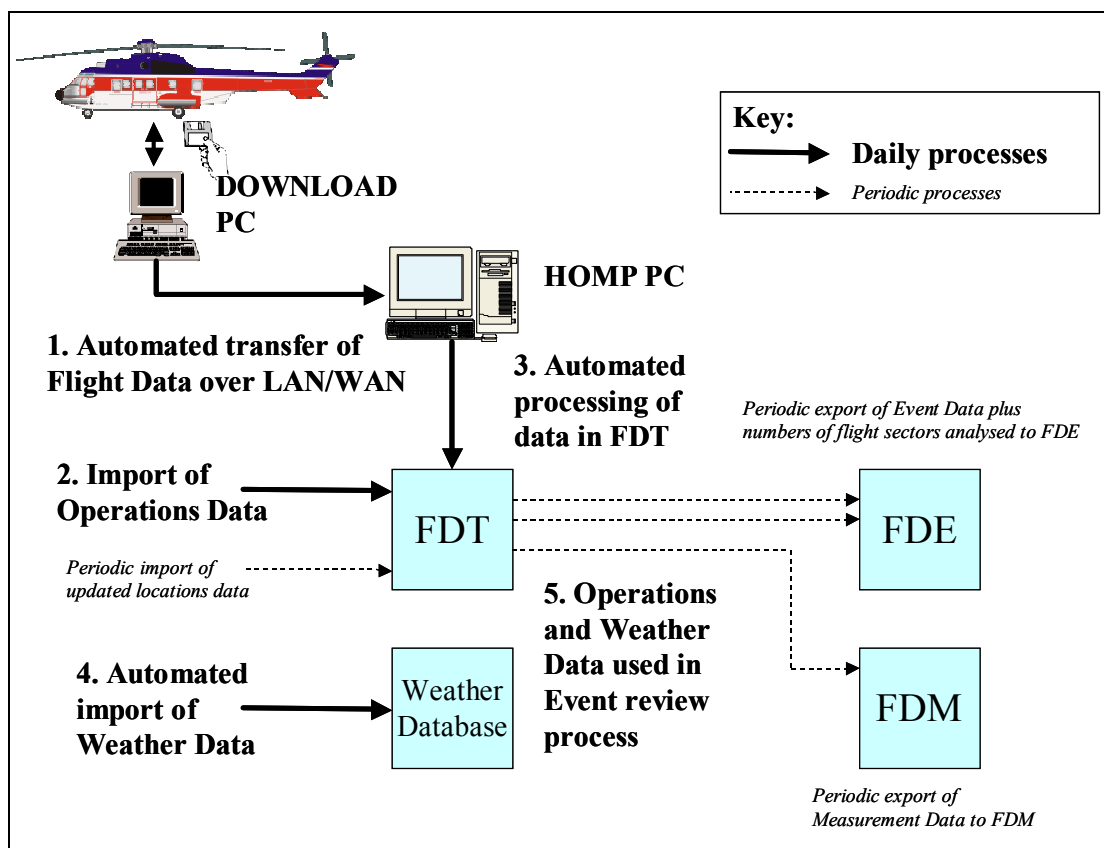 Key:
Daily processes
Periodic processes
DOWNLOAD
PC
HOMP PC
1. Automated transfer of
Flight Data over LAN/WAN
3. Automated
processing of
data in FDT
Periodic export of Event Data plus
numbers of flight sectors analysed to FDE
2. Import of
Operations Data
FDT
FDE
Periodic import of
updated locations data
5. Operations
and Weather
Data used in
Event review
process
4. Automated
import of
Weather Data
Weather
Database
FDM
Periodic export of
Measurement Data to FDM